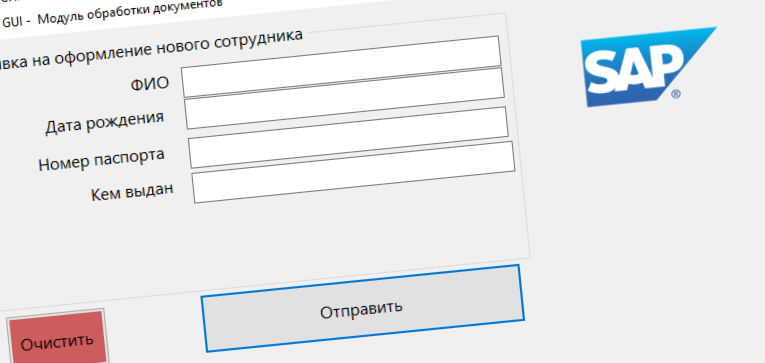 GUI - Модуль обработки документов
вка на оформление нового сотрудника
ФИО
Дата рождения
Номер паспорта
Кем выдан
SAP ®
Отправить
Очистить